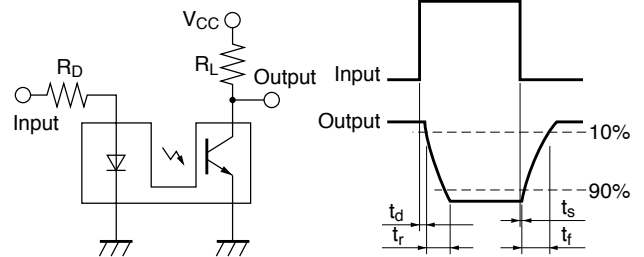 VCC
RD
RL
Output
Input
Input
Output
10%
90%
td
ts
tr
tf